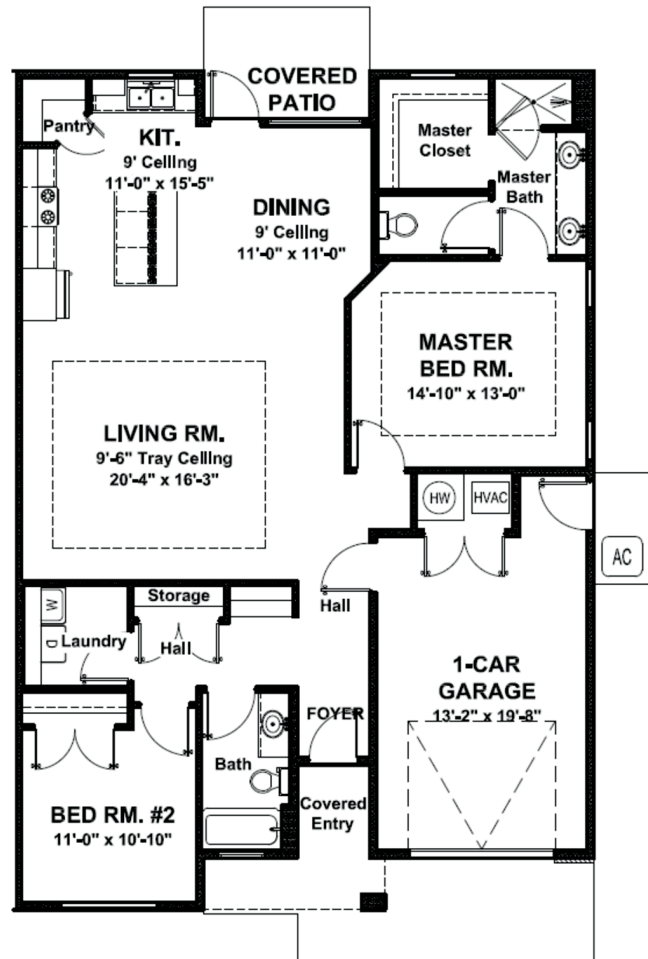 COVERED
PATIO
Pantry
KIT.
9' Ceiling
11'-0" x 15'-5"
Master
Closet
Master
Bath
DINING
9' Ceiling
11'-0" x 11'-0"
MASTER
BED RM.
14'-10" x 13'-0"
LIVING RM.
9'-6" Tray Ceiling
20'-4" x 16'-3"
HW
HVAC
AC
Storage
W
D
Laundry
Hall
Hall
1-CAR
GARAGE
13'-2" x 19'-8"
FOYER
Bath
Covered
Entry
BED RM. #2
11'-0" x 10'-10"